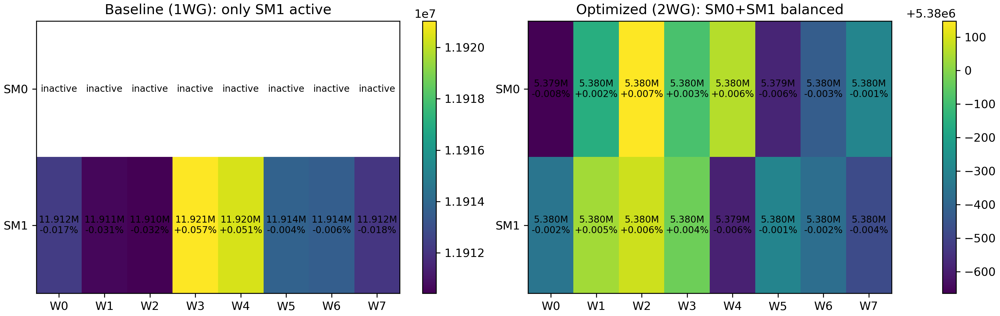 Baseline (1WG): only SM1 active
1e7
SM0
inactive inactive inactive inactive inactive inactive inactive inactive
SM1
11.912M 11.911M 11.910M 11.921M 11.920M 11.914M 11.914M 11.912M
-0.017% -0.031% -0.032% +0.057% +0.051% -0.004% -0.006% -0.018%
W0 W1 W2 W3 W4 W5 W6 W7
1.1920
1.1918
1.1916
1.1914
1.1912
Optimized (2WG): SM0+SM1 balanced
+5.38e6
SM0
5.379M 5.380M 5.380M 5.380M 5.380M 5.379M 5.380M 5.380M
-0.008% +0.002% +0.007% +0.003% +0.006% -0.006% -0.003% -0.001%
SM1
5.380M 5.380M 5.380M 5.380M 5.379M 5.380M 5.380M 5.380M
-0.002% +0.005% +0.006% +0.004% -0.006% -0.001% -0.002% -0.004%
W0 W1 W2 W3 W4 W5 W6 W7
100
0
−100
−200
−300
−400
−500
−600